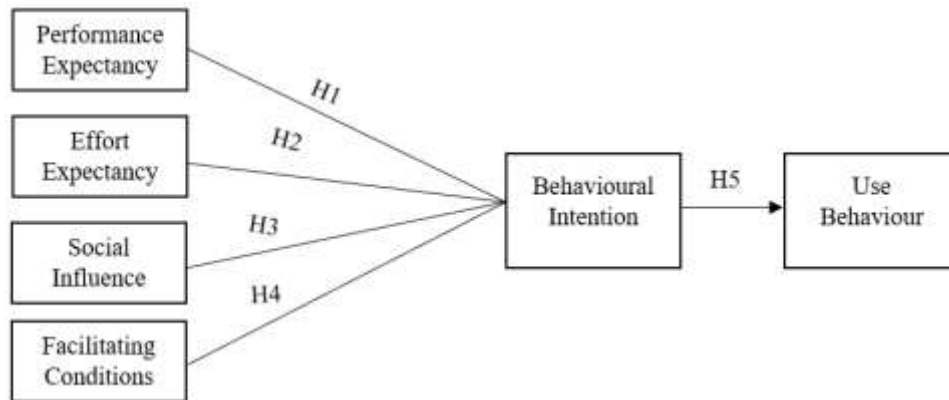 Performance
Expectancy
H1
Effort
Expectancy
H2
Social
Influence
H3
Facilitating
Conditions
H4
Behavioural
Intention
H5
Use
Behaviour